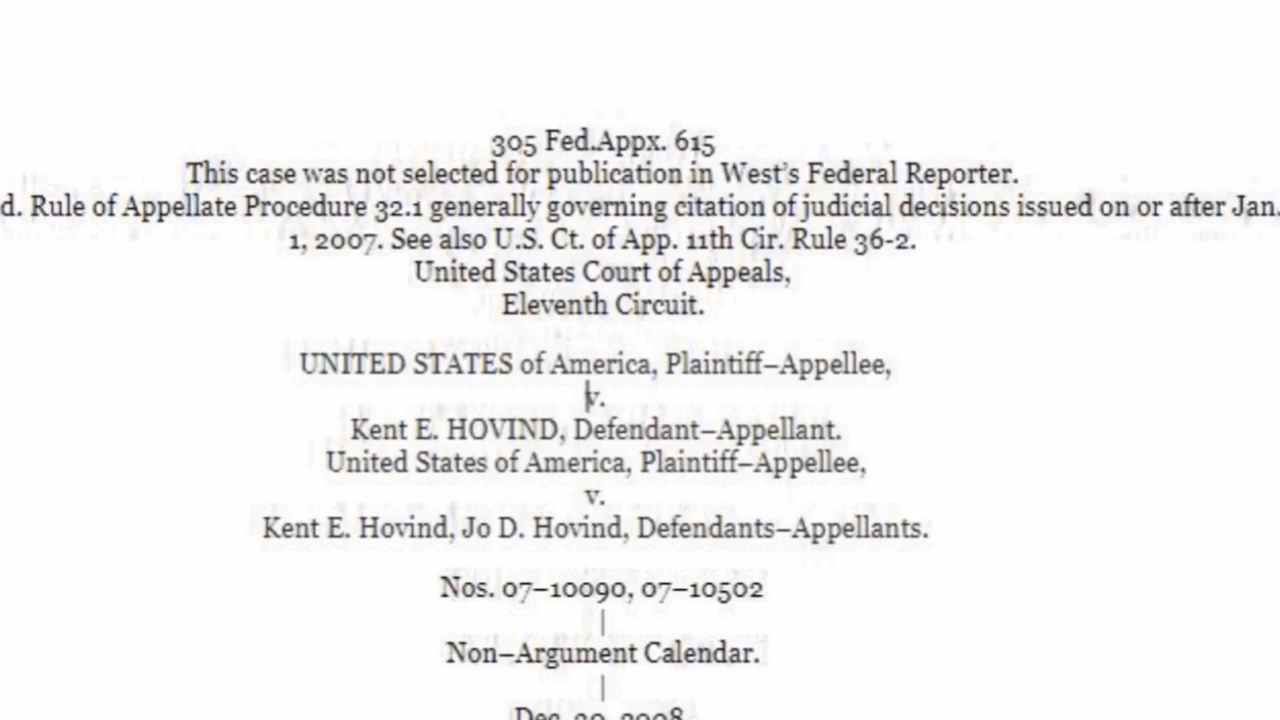 305 Fed.Appx. 615
This case was not selected for publication in West's Federal Reporter.
d. Rule of Appellate Procedure 32.1 generally governing citation of judicial decisions issued on or after Jan.
1, 2007. See also U.S. Ct. of App. 11th Cir. Rule 36-2.
United States Court of Appeals,
Eleventh Circuit.
UNITED STATES of America, Plaintiff–Appellee,
v.
Kent E. HOVIND, Defendant–Appellant.
United States of America, Plaintiff–Appellee,
v.
Kent E. Hovind, Jo D. Hovind, Defendants–Appellants.
Nos. 07–10090, 07–10502
|
Non–Argument Calendar.
|
Dec. 30, 2008.